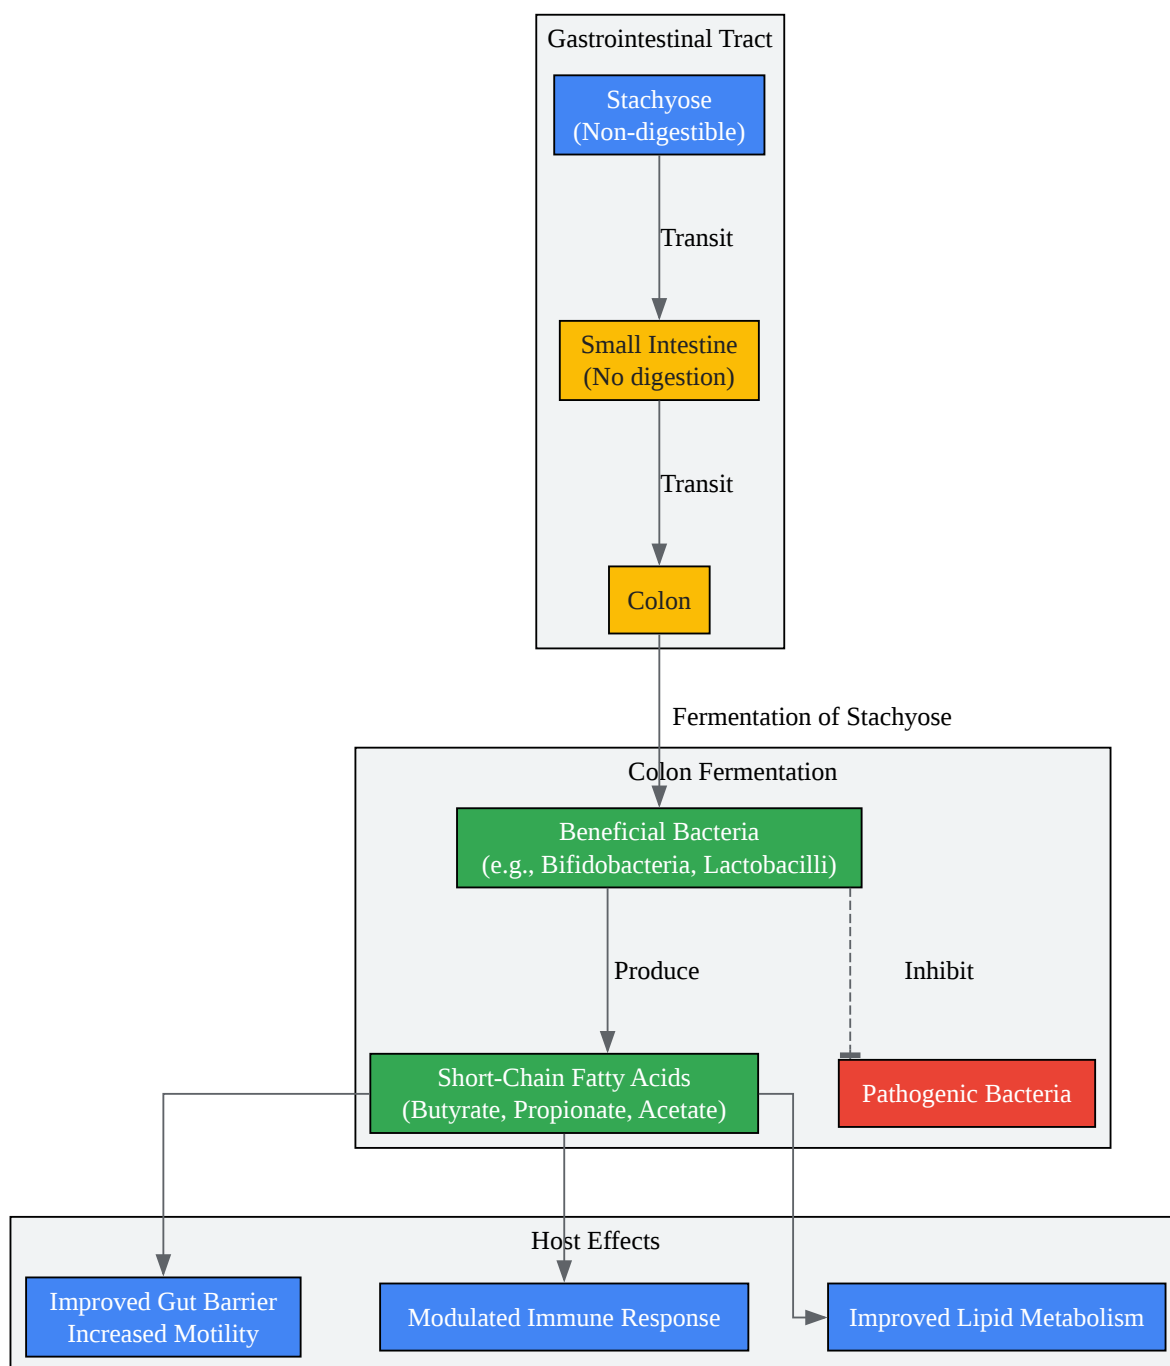 Gastrointestinal Tract
Stachyose
(Non-digestible)
Transit
Small Intestine
(No digestion)
Transit
Colon
Fermentation of Stachyose
Colon Fermentation
Beneficial Bacteria
(e.g., Bifidobacteria, Lactobacilli)
Produce
Inhibit
Short-Chain Fatty Acids
(Butyrate, Propionate, Acetate)
Pathogenic Bacteria
Host Effects
Improved Gut Barrier
Increased Motility
Modulated Immune Response
Improved Lipid Metabolism